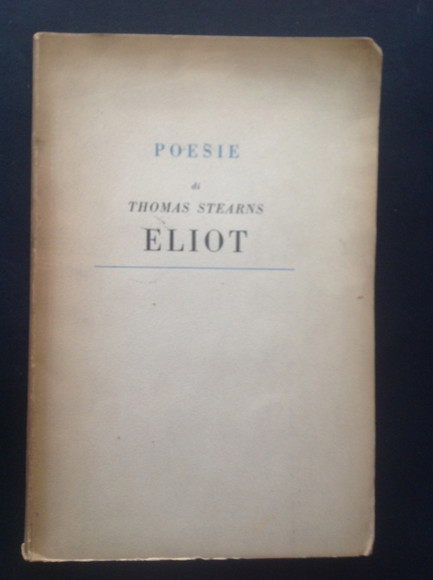 POESIE
di
THOMAS STEARNS
ELIOT